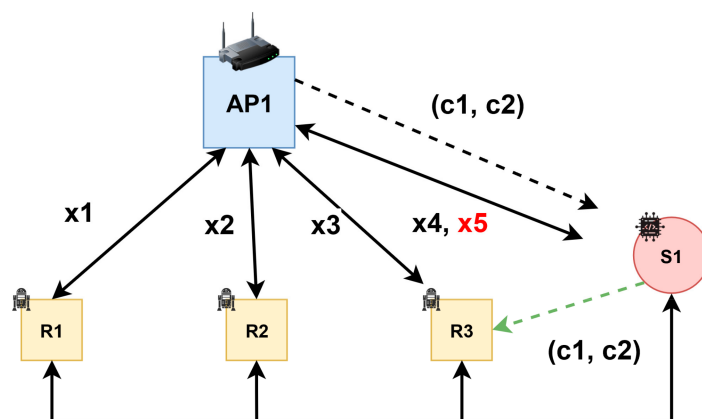 AP1
(c1, c2)
x1
x2
x3
x4, x5
S1
R1
R2
R3
(c1, c2)